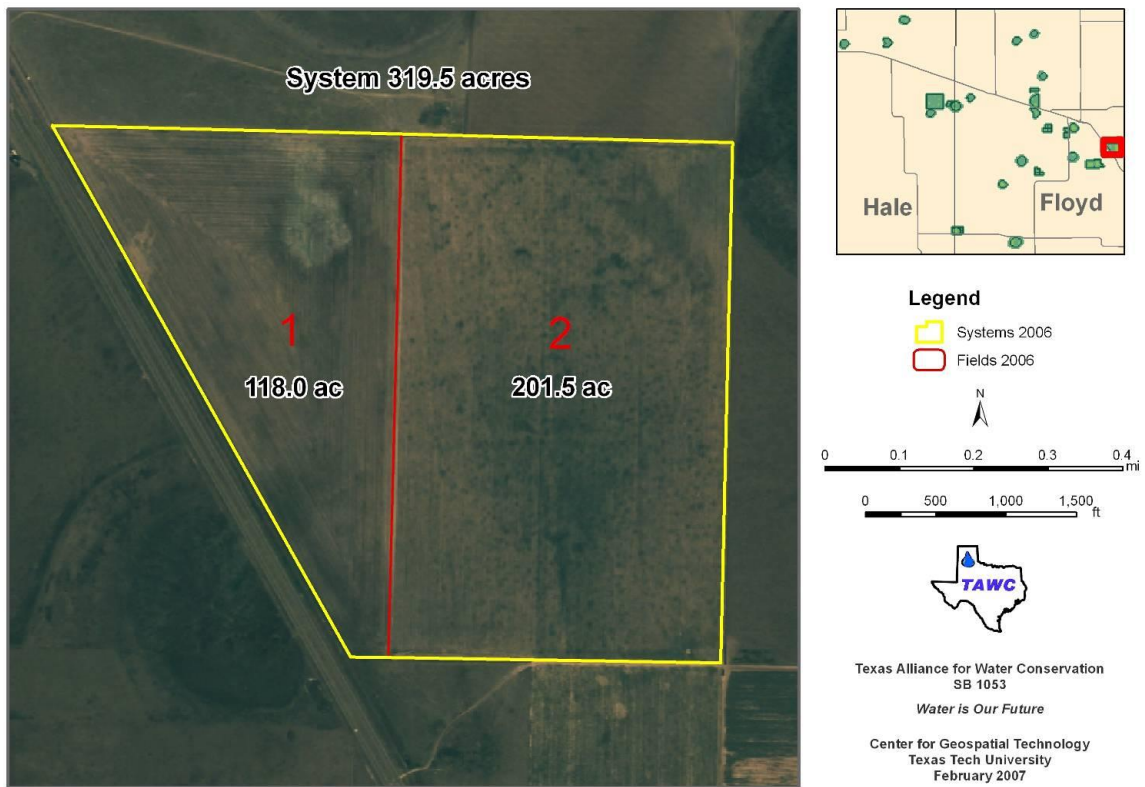 System 319.5 acres
1
118.0 ac
2
201.5 ac
Hale
Floyd
Legend
Systems 2006
Fields 2006
N
0 0.1 0.2 0.3 0.4
mi
0 500 1,000 1,500
ft
TAWC
Texas Alliance for Water Conservation
SB 1053
Water is Our Future
Center for Geospatial Technology
Texas Tech University
February 2007